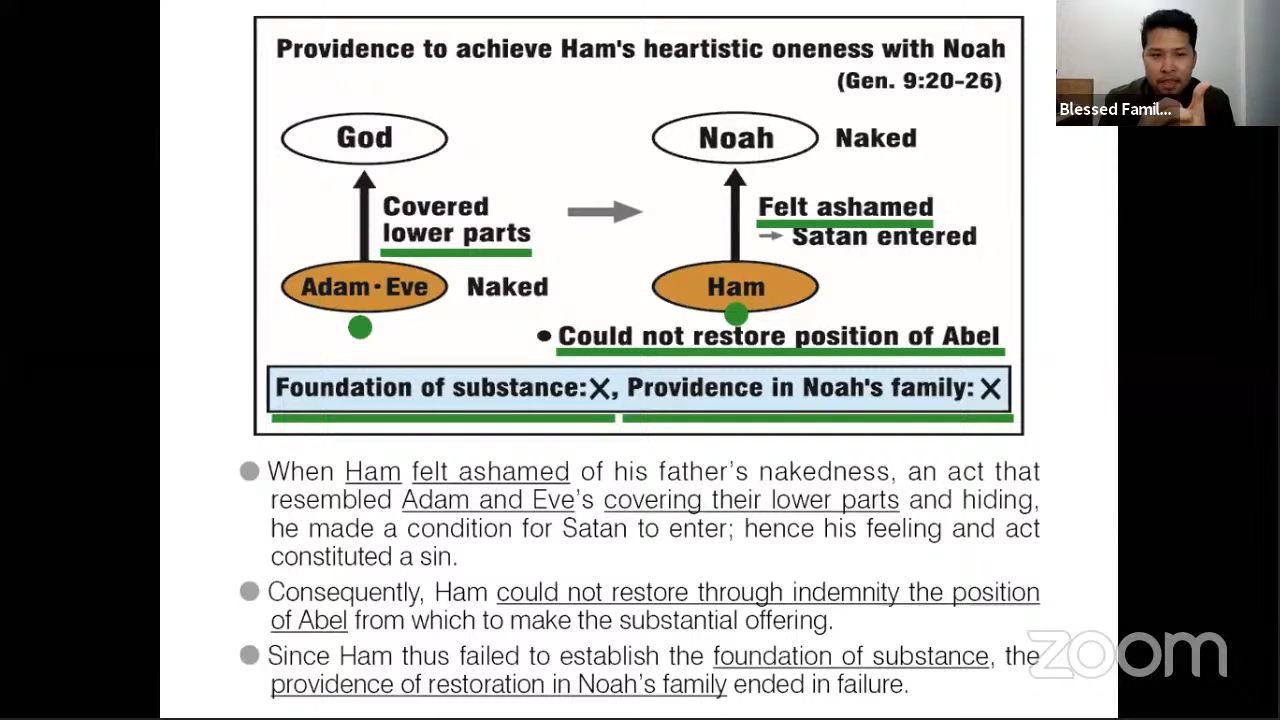 Providence to achieve Ham's heartistic oneness with Noah
(Gen. 9:20-26)
God
Noah
Naked
Covered
lower parts
Felt ashamed
Satan entered
Adam · Eve
Naked
Ham
• Could not restore position of Abel
Foundation of substance: X, Providence in Noah's family: X
When Ham felt ashamed of his father's nakedness, an act that
resembled Adam and Eve's covering their lower parts and hiding,
he made a condition for Satan to enter; hence his feeling and act
constituted a sin.
Consequently, Ham could not restore through indemnity the position
of Abel from which to make the substantial offering.
Since Ham thus failed to establish the foundation of substance, the
providence of restoration in Noah's family ended in failure.
Blessed Famil...
zoom